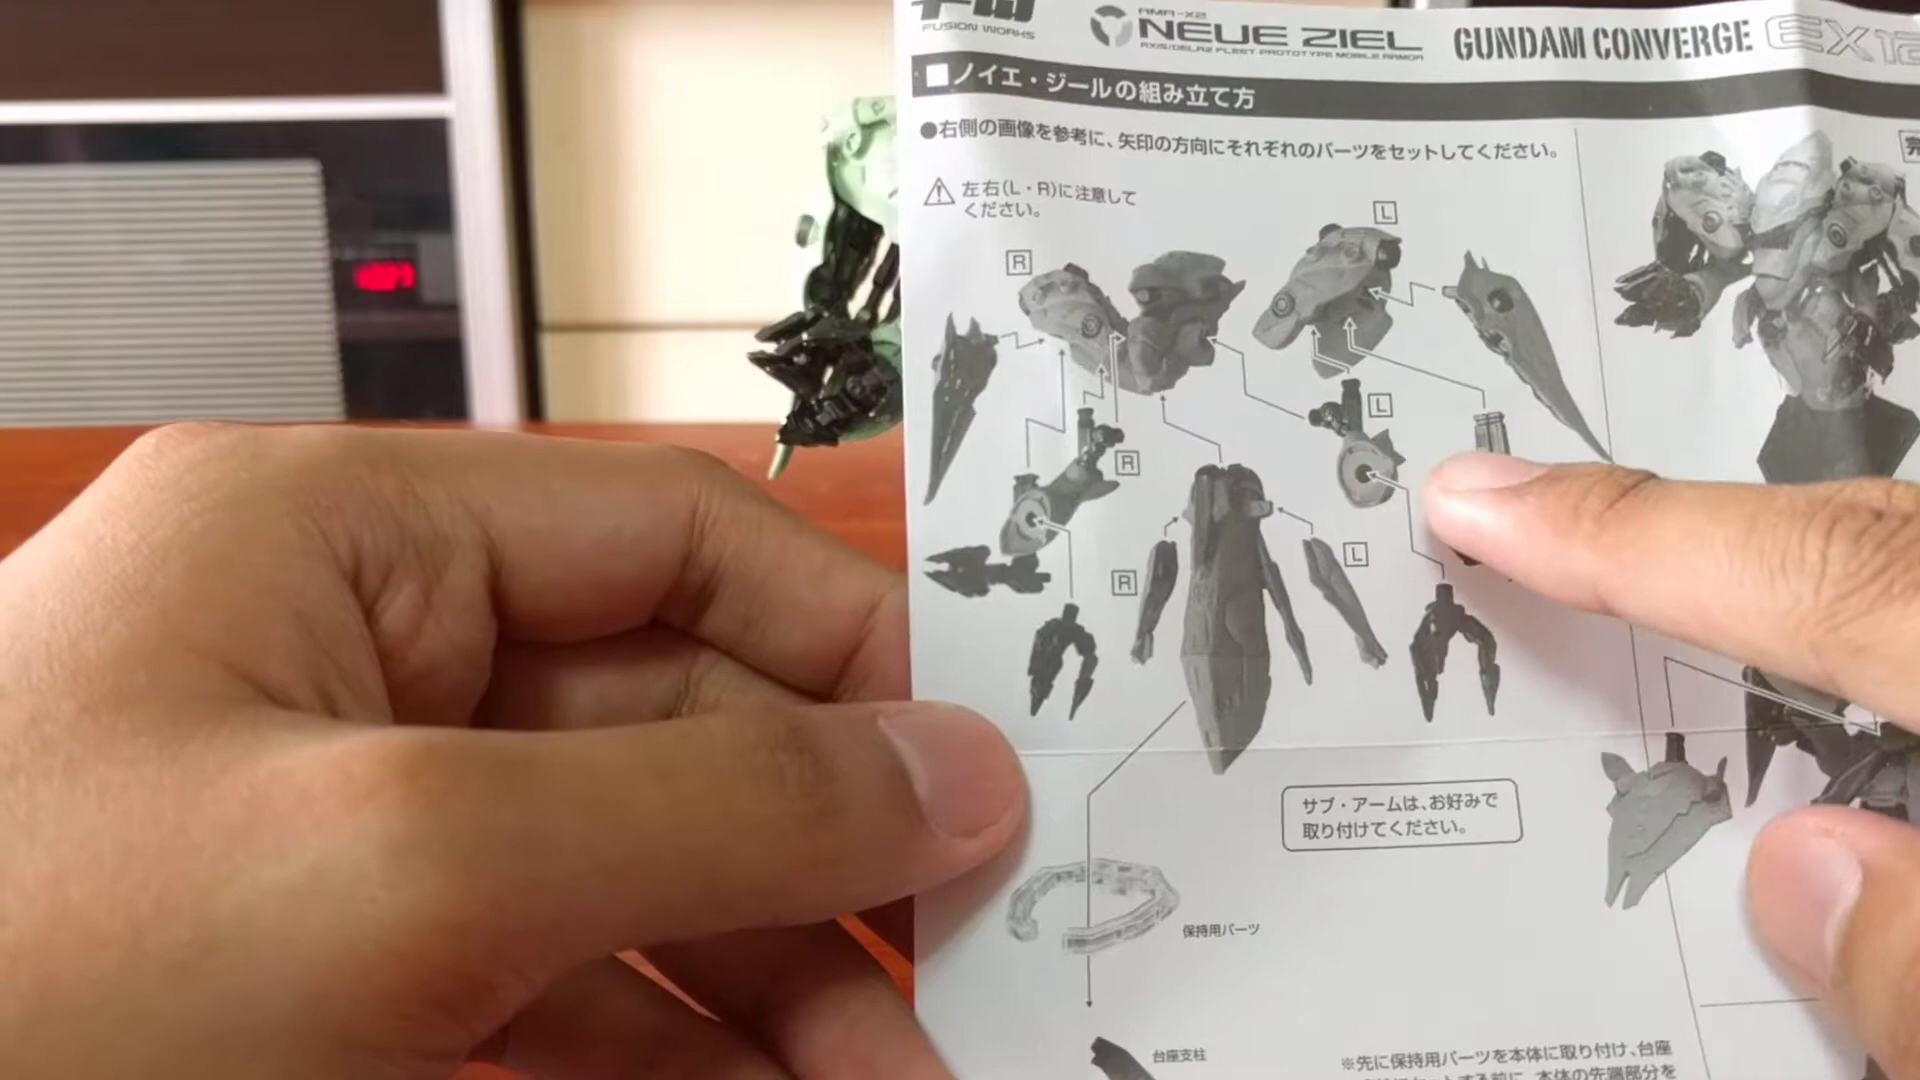 FUSION WORKS
AMA-X2
NEUE ZIEL
AXIS/DELAZ FLEET PROTOTYPE MOBILE ARMOR
GUNDAM CONVERGE EX
■ノイエ・ジールの組み立て方
●右側の画像を参考に、矢印の方向にそれぞれのパーツをセットしてください。
左右(L・R)に注意して
ください。
L
R
L
R
L
R
サブ・アームは、お好みで
取り付けてください。
保持用パーツ
台座支柱
※先に保持用パーツを本体に取り付け、台座